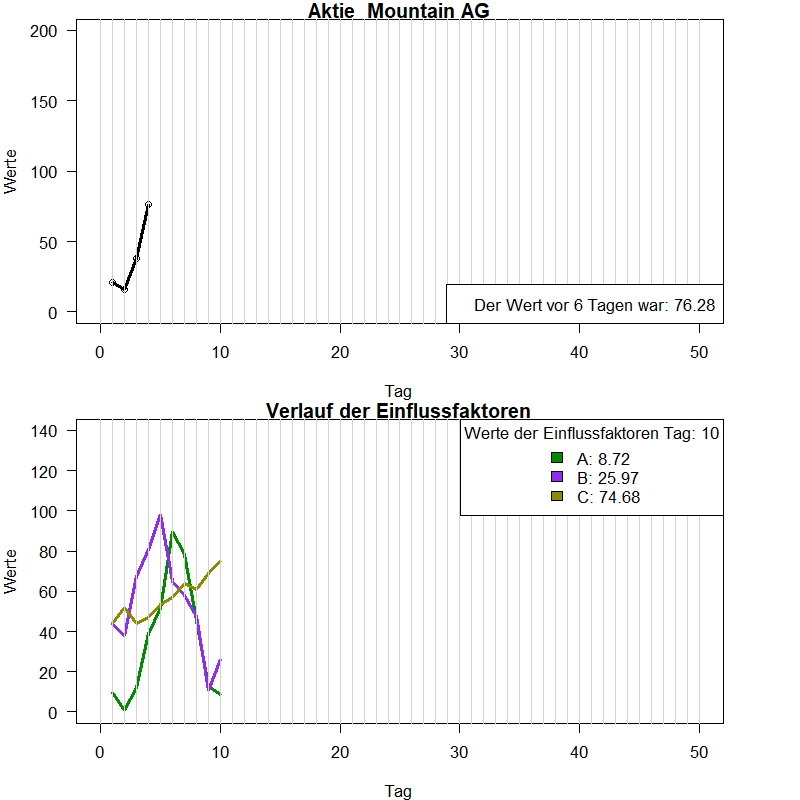 Aktie  Mountain AG
200
150
100
50
0
Werte
Der Wert vor 6 Tagen war: 76.28
0 10 20 30 40 50
Tag
Verlauf der Einflussfaktoren
140
120
100
80
60
40
20
0
Werte
Werte der Einflussfaktoren Tag: 10
A: 8.72
B: 25.97
C: 74.68
0 10 20 30 40 50
Tag